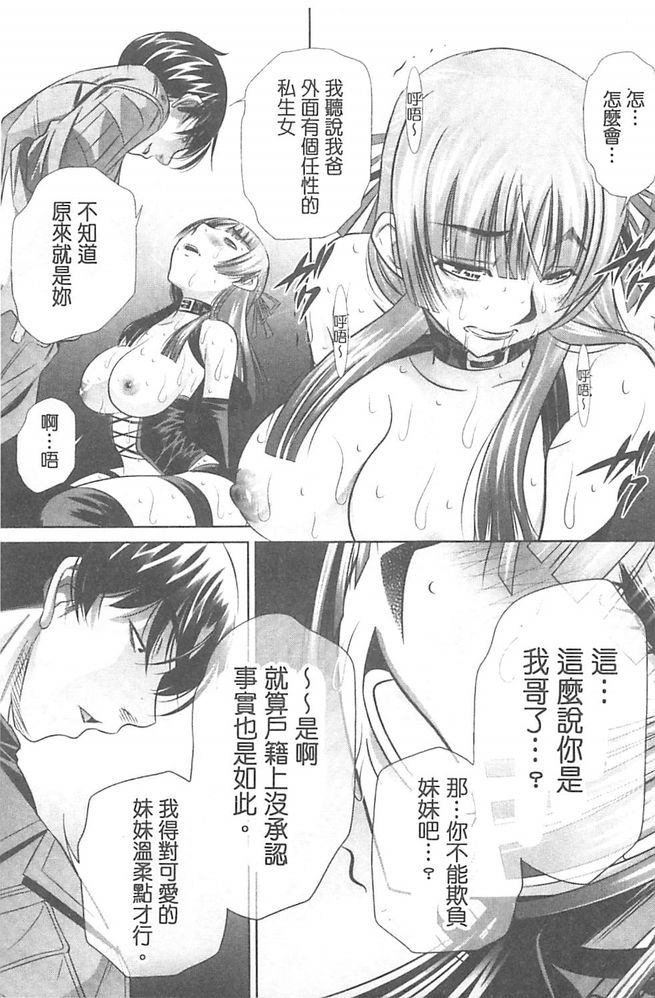 怎…
怎麼會…
呼唔～
呼唔～
呼唔～
我聽說我爸
外面有個任性的
私生女
不知道
原來就是妳
啊…唔
這…
這麼說你是
我哥了…？
那…你不能欺負
妹妹吧…？
～～是啊
就算戶籍上沒承認
事實也是如此。
我得對可愛的
妹妹溫柔點才行。